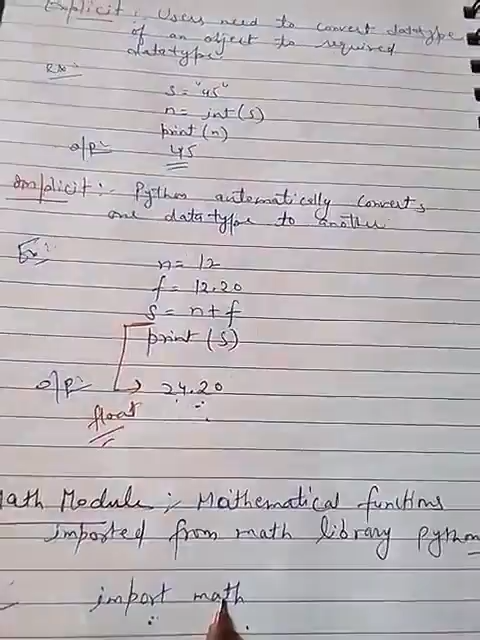 Explicit : Users need to convert datatype
of an object to required
datatype
Ex:
s = "45"
n = int(s)
print(n)
o/p:- 45
Implicit :- Python automatically converts
one datatype to another
Ex:
n = 12
f = 12.20
s = n + f
print(s)
o/p:- → 24.20
float
Math Module : Mathematical functions
imported from math library python
import math